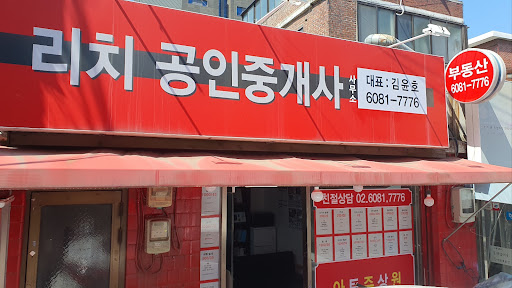 리치 공인중개사 사무소
대표 : 김윤호
6081-7776
부동산
6081-7776
친절상담 02.6081.7776